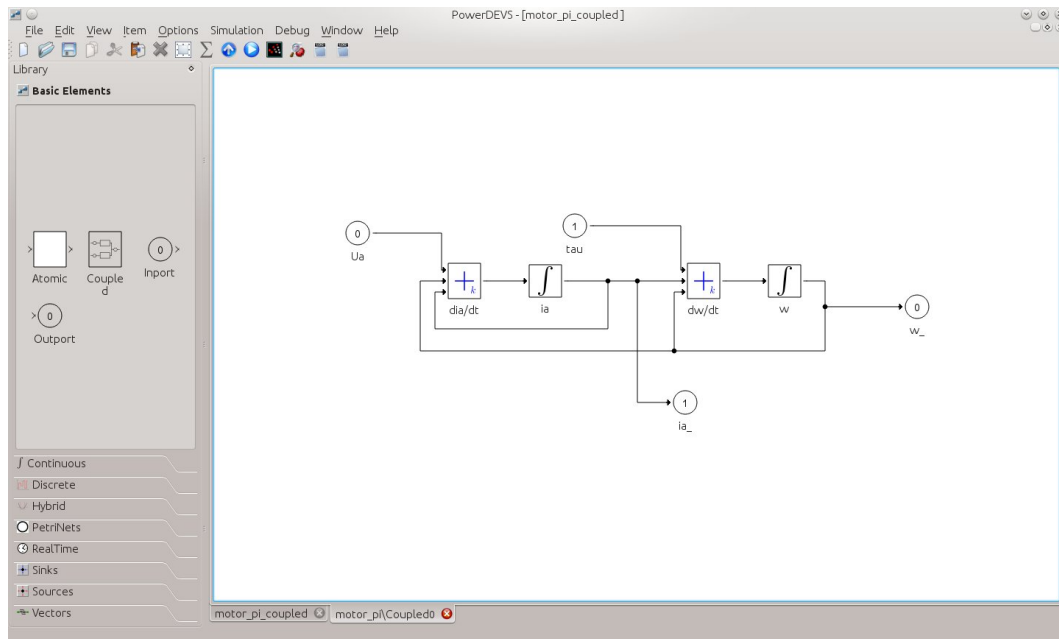 PowerDEVS - [motor_pi_coupled ]
File Edit View Item Options Simulation Debug Window Help
Library
Basic Elements
Atomic
Couple
d
0
Inport
0
Outport
∫ Continuous
Discrete
Hybrid
PetriNets
RealTime
Sinks
Sources
Vectors
0
Ua
1
tau
k
dia/dt
∫
ia
k
dw/dt
∫
w
0
w_
1
ia_
motor_pi_coupled
motor_pi\Coupled0